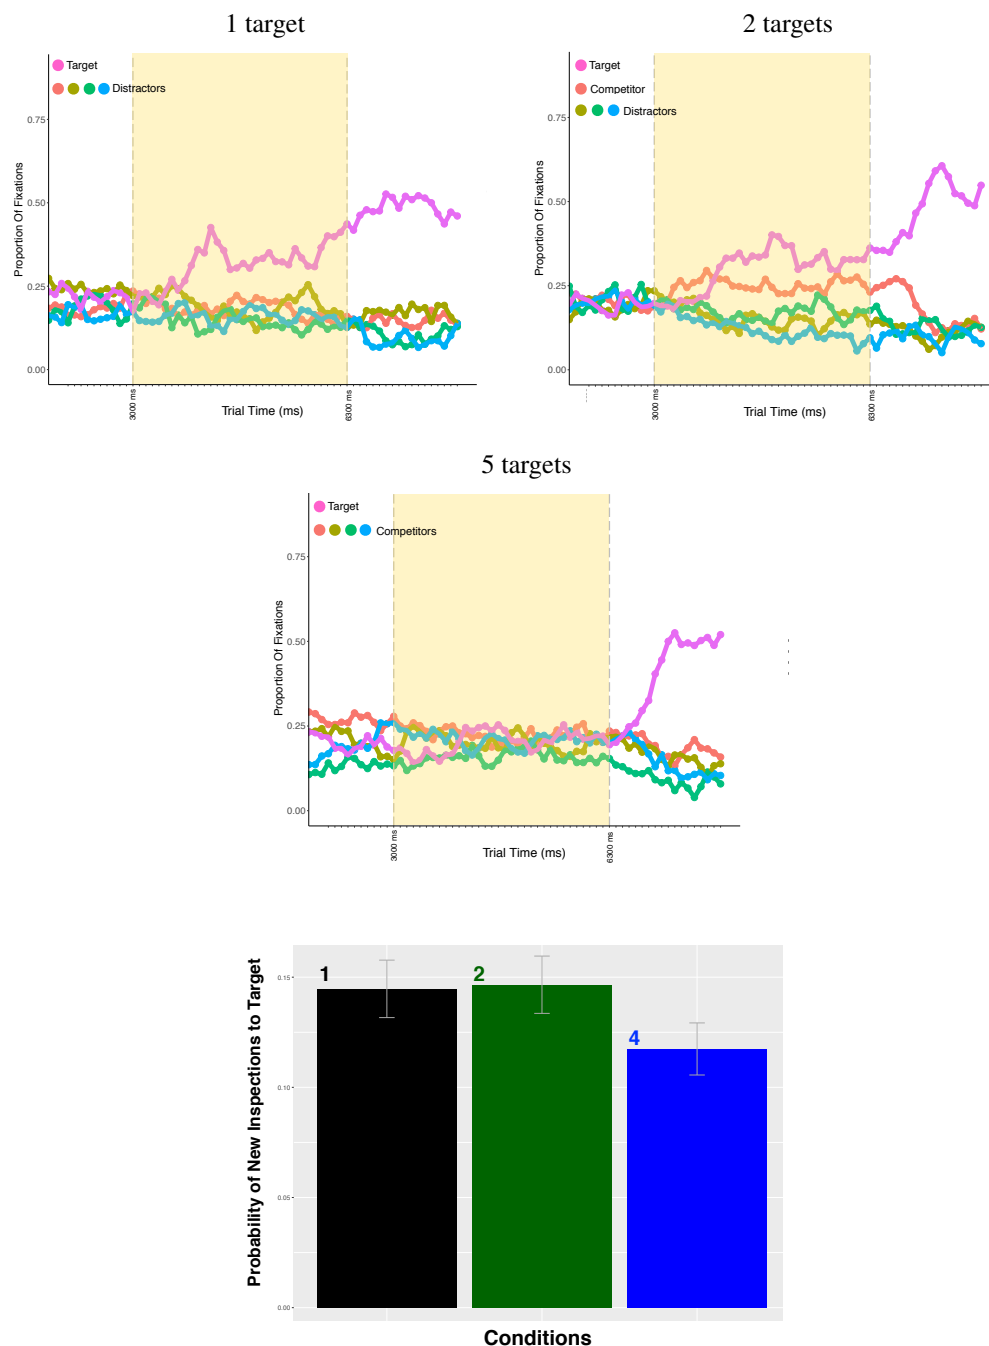 1 target
Target
Distractors
0.75
0.50
0.25
0.00
Proportion Of Fixations
3000 ms
6300 ms
Trial Time (ms)
2 targets
Target
Competitor
Distractors
0.75
0.50
0.25
0.00
Proportion Of Fixations
3000 ms
6300 ms
Trial Time (ms)
5 targets
Target
Competitors
0.75
0.50
0.25
0.00
Proportion Of Fixations
3000 ms
6300 ms
Trial Time (ms)
Probability of New Inspections to Target
0.15
0.10
0.05
0.00
1
2
4
Conditions